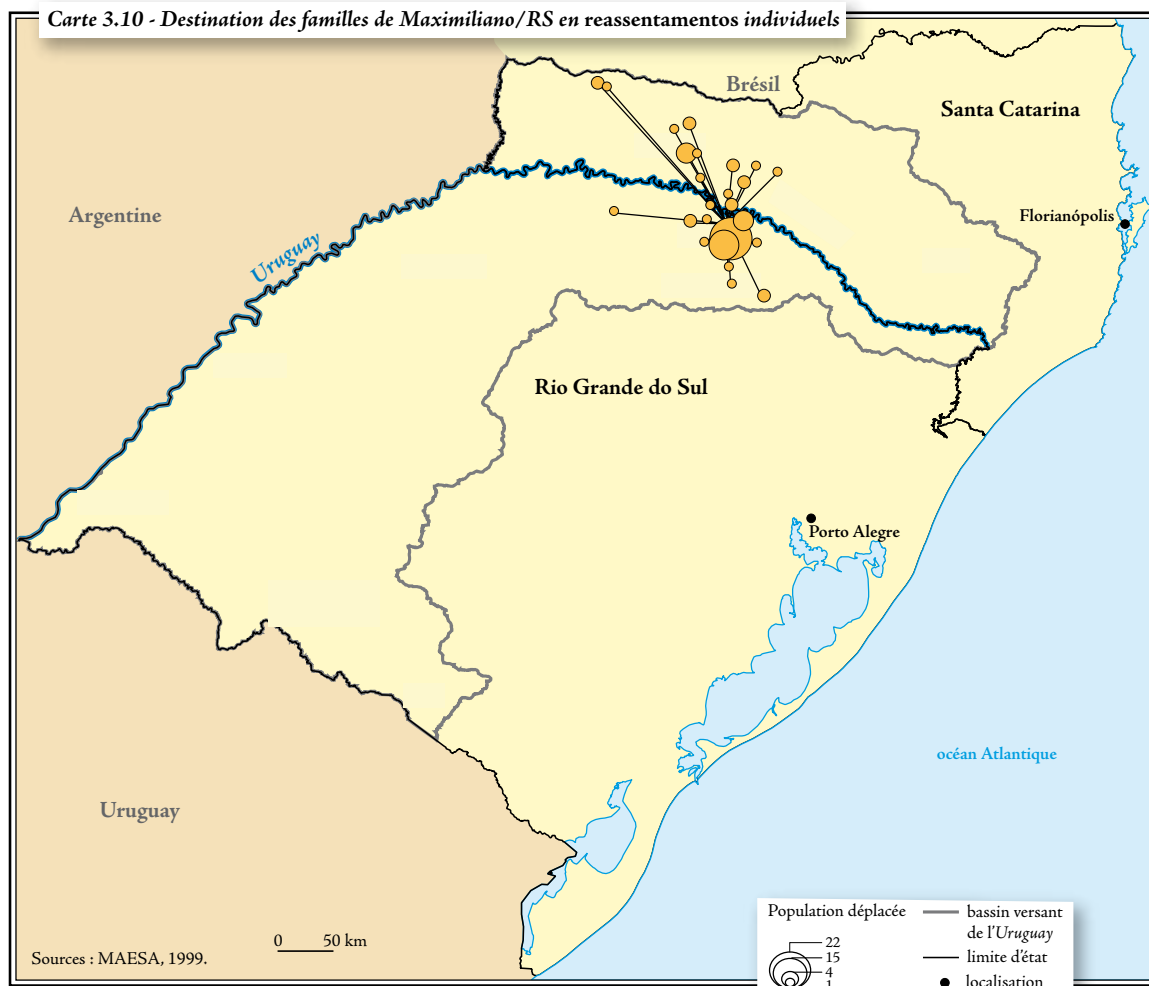 Carte 3.10 - Destination des familles de Maximiliano/RS en reassentamentos individuels
Brésil
Santa Catarina
Argentine
Florianópolis
Uruguay
Rio Grande do Sul
Porto Alegre
océan Atlantique
Uruguay
Population déplacée
22
15
4
1
bassin versant
de l'Uruguay
limite d'état
localisation
0 50 km
Sources : MAESA, 1999.